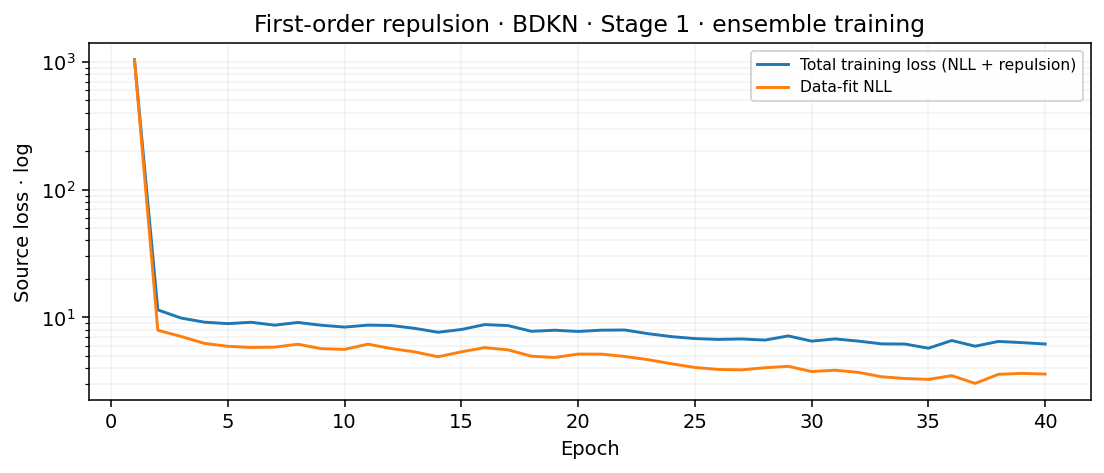 First-order repulsion · BDKN · Stage 1 · ensemble training
Total training loss (NLL + repulsion)
Data-fit NLL
Source loss · log
10³
10²
10¹
0 5 10 15 20 25 30 35 40
Epoch